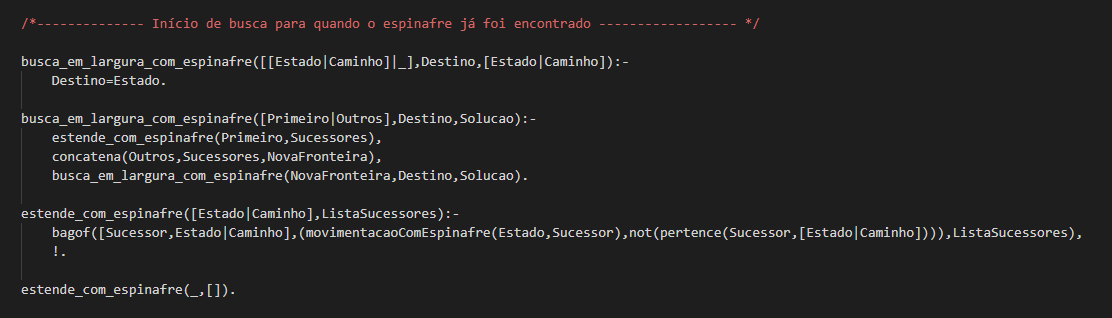 /*-------------- Início de busca para quando o espinafre já foi encontrado ------------------ */
busca_em_largura_com_espinafre([[Estado|Caminho]|_],Destino,[Estado|Caminho]):-
Destino=Estado.
busca_em_largura_com_espinafre([Primeiro|Outros],Destino,Solucao):-
estende_com_espinafre(Primeiro,Sucessores),
concatena(Outros,Sucessores,NovaFronteira),
busca_em_largura_com_espinafre(NovaFronteira,Destino,Solucao).
estende_com_espinafre([Estado|Caminho],ListaSucessores):-
bagof([Sucessor,Estado|Caminho],(movimentacaoComEspinafre(Estado,Sucessor),not(pertence(Sucessor,[Estado|Caminho]))),ListaSucessores),
!.
estende_com_espinafre(_,[]).